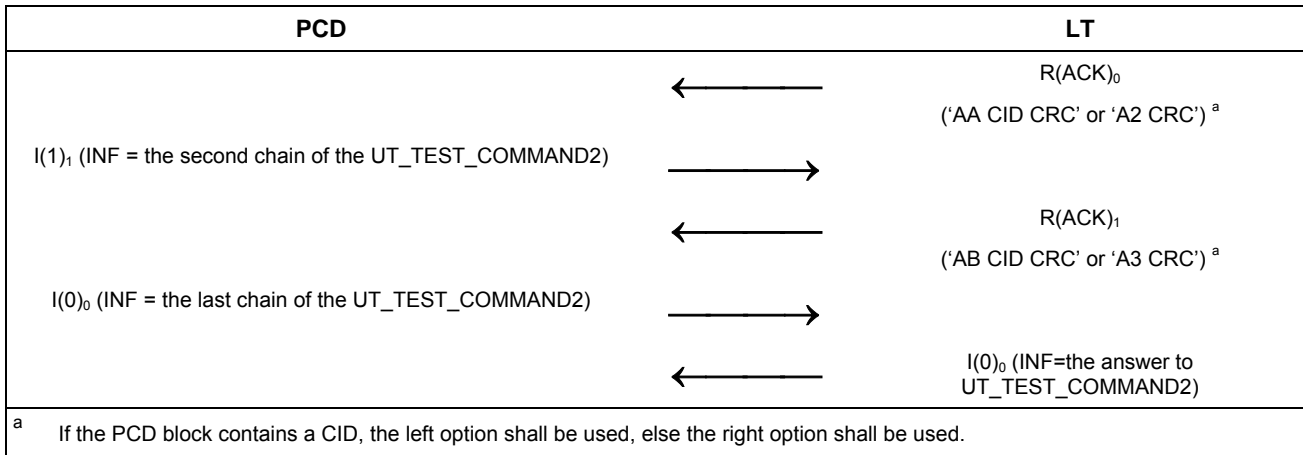 PCD LT
R(ACK)₀
(‘AA CID CRC’ or ‘A2 CRC’) ᵃ
I(1)₁ (INF = the second chain of the UT_TEST_COMMAND2)
R(ACK)₁
(‘AB CID CRC’ or ‘A3 CRC’) ᵃ
I(0)₀ (INF = the last chain of the UT_TEST_COMMAND2)
I(0)₀ (INF=the answer to
UT_TEST_COMMAND2)
ᵃ If the PCD block contains a CID, the left option shall be used, else the right option shall be used.